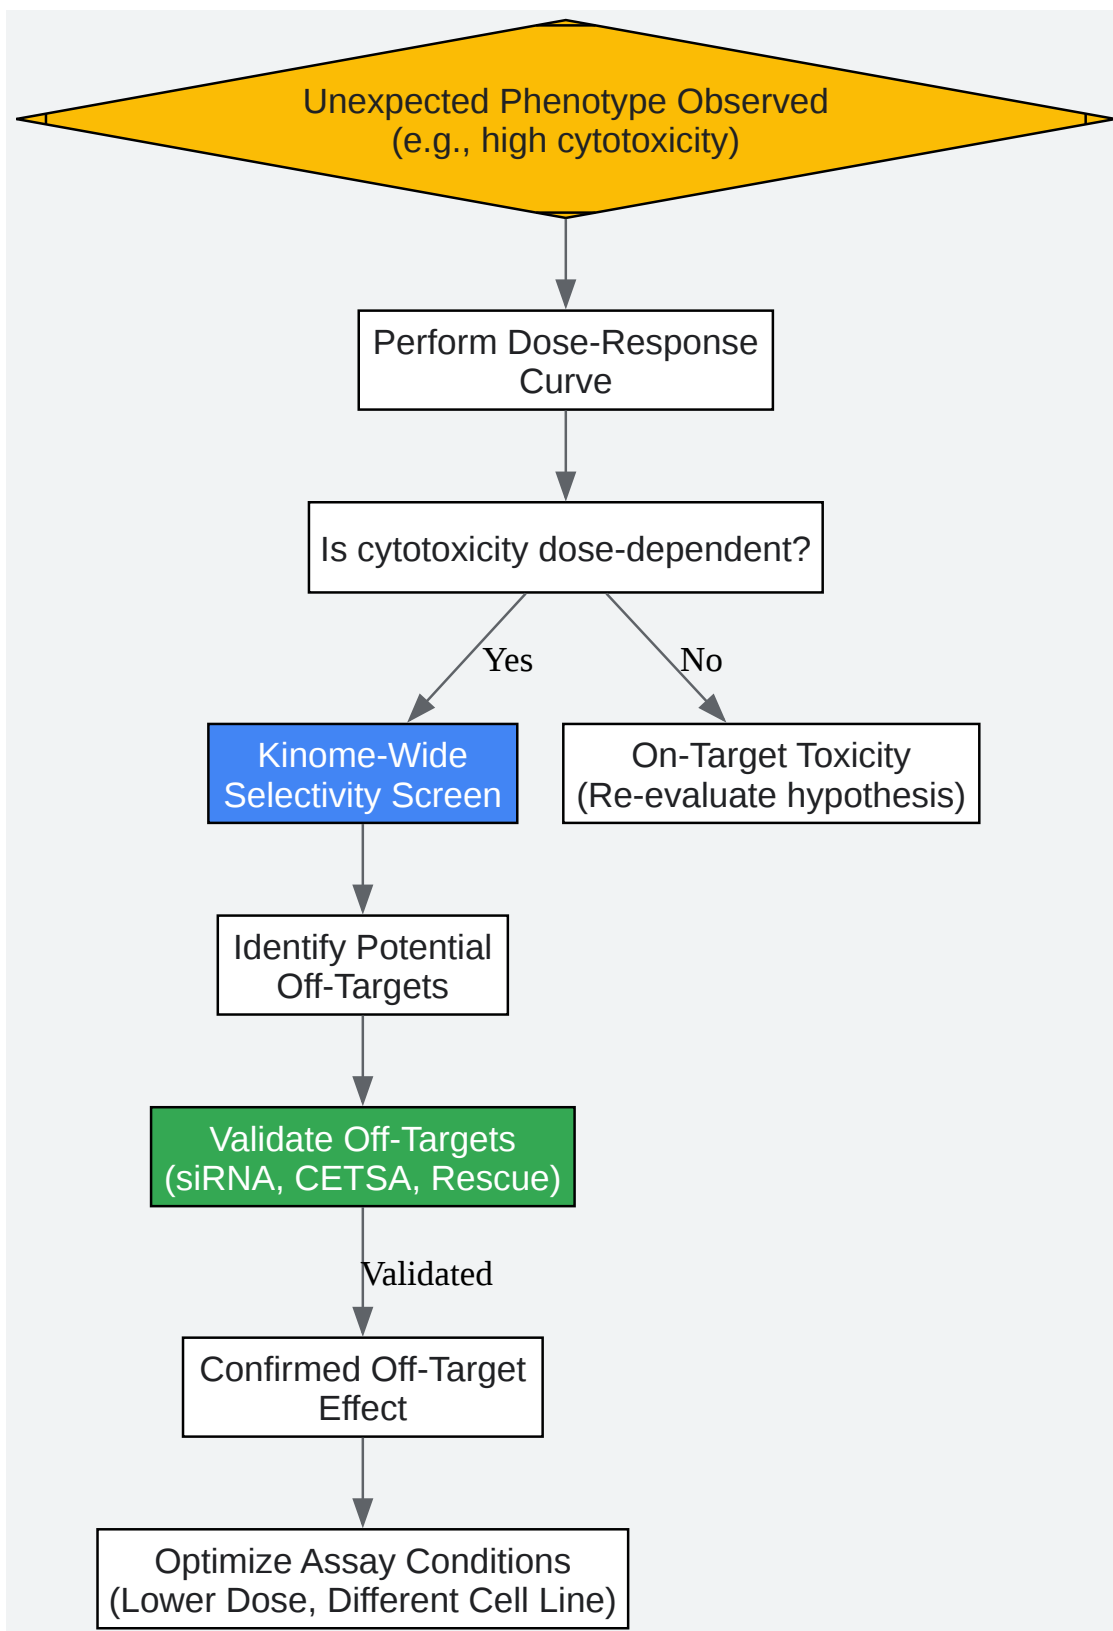 Unexpected Phenotype Observed
(e.g., high cytotoxicity)
Perform Dose-Response
Curve
Is cytotoxicity dose-dependent?
Yes
No
Kinome-Wide
Selectivity Screen
On-Target Toxicity
(Re-evaluate hypothesis)
Identify Potential
Off-Targets
Validate Off-Targets
(siRNA, CETSA, Rescue)
Validated
Confirmed Off-Target
Effect
Optimize Assay Conditions
(Lower Dose, Different Cell Line)